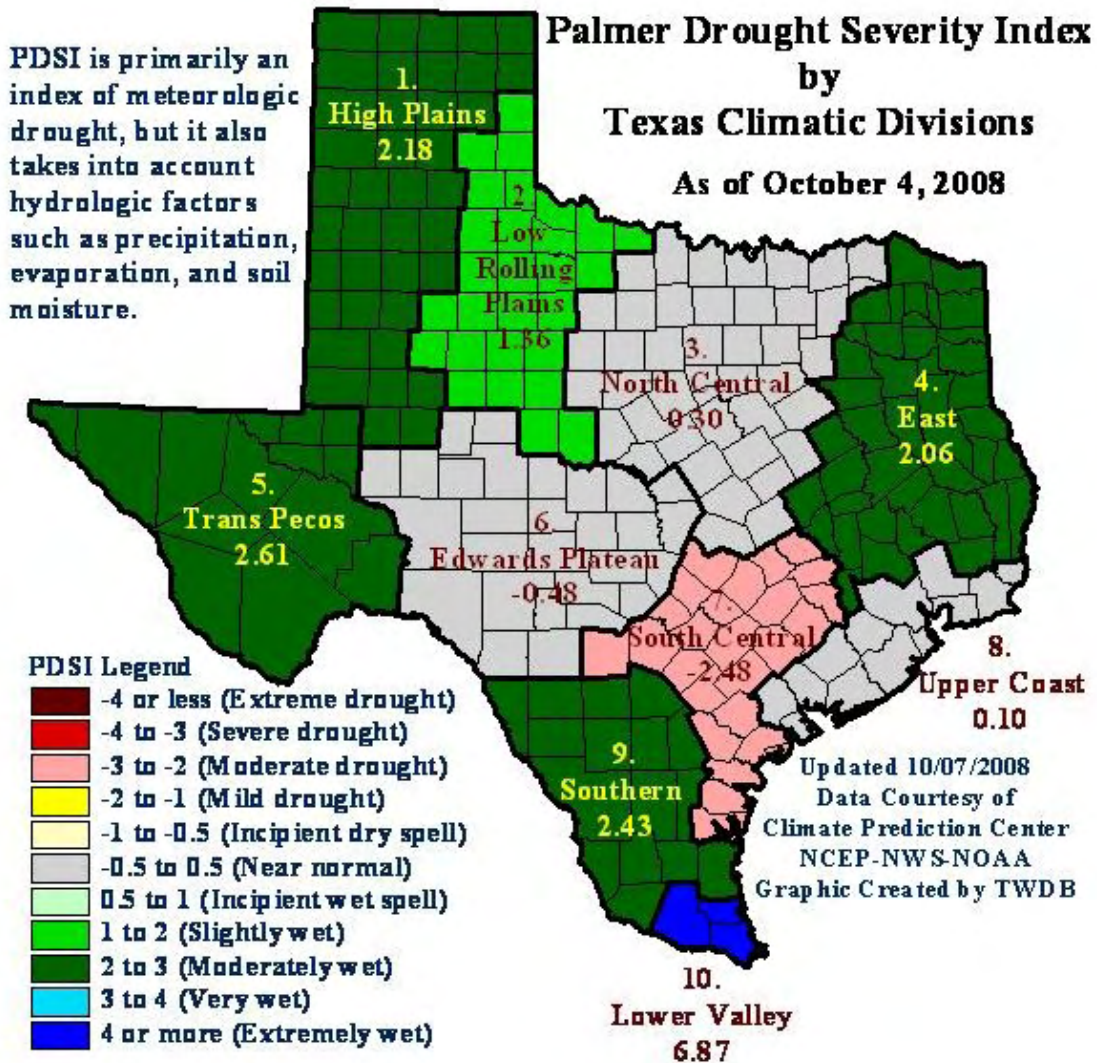 Palmer Drought Severity Index
by
Texas Climatic Divisions
As of October 4, 2008
PDSI is primarily an
index of meteorologic
drought, but it also
takes into account
hydrologic factors
such as precipitation,
evaporation, and soil
moisture.
1.
High Plains
2.18
2
Low
Rolling
Plains
1.36
3.
North Central
0.30
4.
East
2.06
5.
Trans Pecos
2.61
6.
Edwards Plateau
-0.48
7.
South Central
-2.48
8.
Upper Coast
0.10
9.
Southern
2.43
10.
Lower Valley
6.87
PDSI Legend
-4 or less (Extreme drought)
-4 to -3 (Severe drought)
-3 to -2 (Moderate drought)
-2 to -1 (Mild drought)
-1 to -0.5 (Incipient dry spell)
-0.5 to 0.5 (Near normal)
0.5 to 1 (Incipient wet spell)
1 to 2 (Slightly wet)
2 to 3 (Moderately wet)
3 to 4 (Very wet)
4 or more (Extremely wet)
Updated 10/07/2008
Data Courtesy of
Climate Prediction Center
NCEP-NWS-NOAA
Graphic Created by TWDB